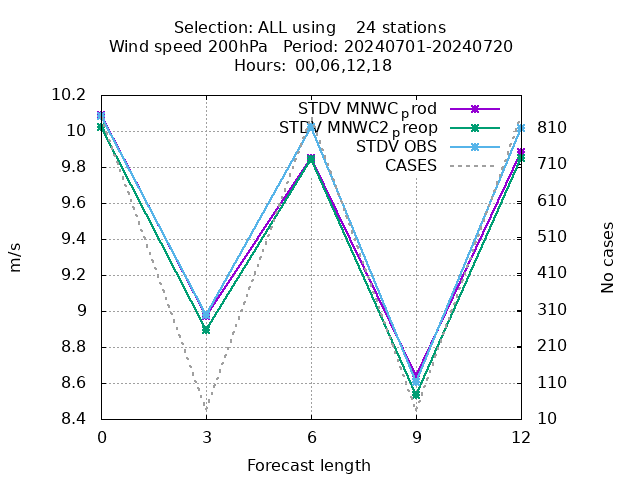 Selection: ALL using    24 stations
Wind speed 200hPa   Period: 20240701-20240720
Hours:  00,06,12,18
STDV MNWC_prod
STDV MNWC2_preop
STDV OBS
CASES
10.2
10
9.8
9.6
9.4
9.2
9
8.8
8.6
8.4
m/s
810
710
610
510
410
310
210
110
10
No cases
0 3 6 9 12
Forecast length